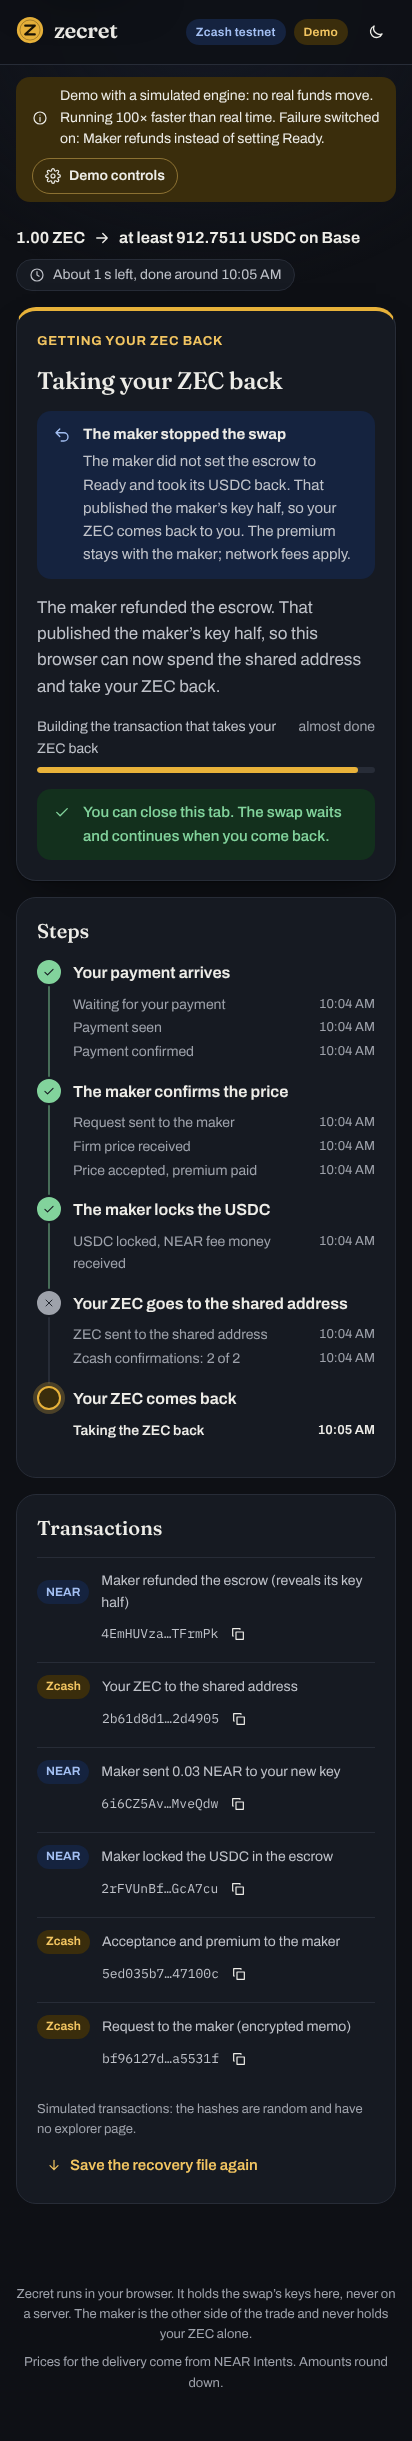 zecret
Zcash testnet
Demo
Demo with a simulated engine: no real funds move.
Running 100× faster than real time. Failure switched
on: Maker refunds instead of setting Ready.
Demo controls
1.00 ZEC → at least 912.7511 USDC on Base
About 1 s left, done around 10:05 AM
GETTING YOUR ZEC BACK
Taking your ZEC back
The maker stopped the swap
The maker did not set the escrow to
Ready and took its USDC back. That
published the maker’s key half, so your
ZEC comes back to you. The premium
stays with the maker; network fees apply.
The maker refunded the escrow. That
published the maker’s key half, so this
browser can now spend the shared address
and take your ZEC back.
Building the transaction that takes your almost done
ZEC back
You can close this tab. The swap waits
and continues when you come back.
Steps
Your payment arrives
Waiting for your payment 10:04 AM
Payment seen 10:04 AM
Payment confirmed 10:04 AM
The maker confirms the price
Request sent to the maker 10:04 AM
Firm price received 10:04 AM
Price accepted, premium paid 10:04 AM
The maker locks the USDC
USDC locked, NEAR fee money 10:04 AM
received
Your ZEC goes to the shared address
ZEC sent to the shared address 10:04 AM
Zcash confirmations: 2 of 2 10:04 AM
Your ZEC comes back
Taking the ZEC back 10:05 AM
Transactions
NEAR Maker refunded the escrow (reveals its key
half)
4EmHUVza…TFrmPk
Zcash Your ZEC to the shared address
2b61d8d1…2d4905
NEAR Maker sent 0.03 NEAR to your new key
6i6CZ5Av…MveQdw
NEAR Maker locked the USDC in the escrow
2rFVUnBf…GcA7cu
Zcash Acceptance and premium to the maker
5ed035b7…47100c
Zcash Request to the maker (encrypted memo)
bf96127d…a5531f
Simulated transactions: the hashes are random and have
no explorer page.
Save the recovery file again
Zecret runs in your browser. It holds the swap’s keys here, never on
a server. The maker is the other side of the trade and never holds
your ZEC alone.
Prices for the delivery come from NEAR Intents. Amounts round
down.